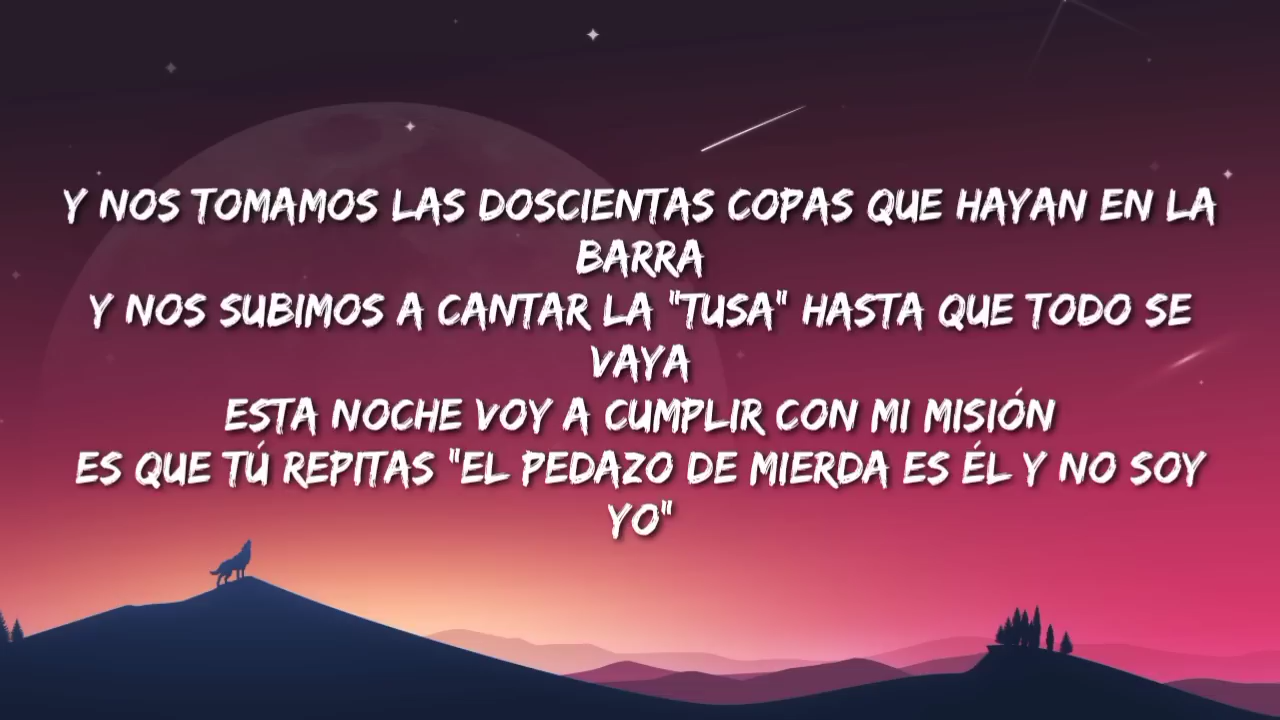 Y NOS TOMAMOS LAS DOSCIENTAS COPAS QUE HAYAN EN LA
BARRA
Y NOS SUBIMOS A CANTAR LA "TUSA" HASTA QUE TODO SE
VAYA
ESTA NOCHE VOY A CUMPLIR CON MI MISIÓN
ES QUE TÚ REPITAS "EL PEDAZO DE MIERDA ES ÉL Y NO SOY
YO"